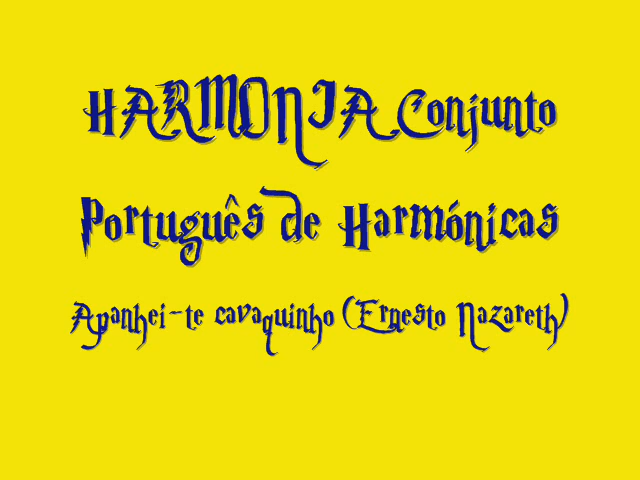 HARMONIA Conjunto
Português de Harmónicas
Apanhei-te cavaquinho (Ernesto Nazareth)